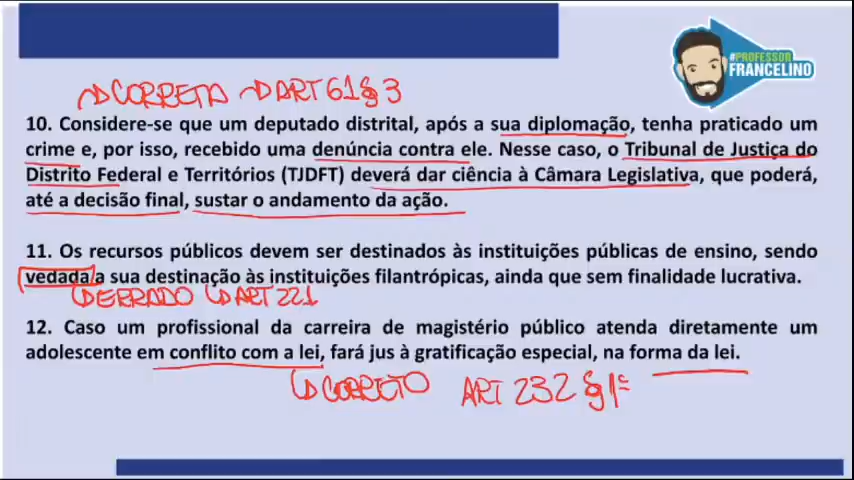 #PROFESSOR
FRANCELINO
CORRETA ART 61 § 3
10. Considere-se que um deputado distrital, após a sua diplomação, tenha praticado um
crime e, por isso, recebido uma denúncia contra ele. Nesse caso, o Tribunal de Justiça do
Distrito Federal e Territórios (TJDFT) deverá dar ciência à Câmara Legislativa, que poderá,
até a decisão final, sustar o andamento da ação.
11. Os recursos públicos devem ser destinados às instituições públicas de ensino, sendo
vedada a sua destinação às instituições filantrópicas, ainda que sem finalidade lucrativa.
ERRADO ART 221
12. Caso um profissional da carreira de magistério público atenda diretamente um
adolescente em conflito com a lei, fará jus à gratificação especial, na forma da lei.
CORRETO ART 232 § 1º